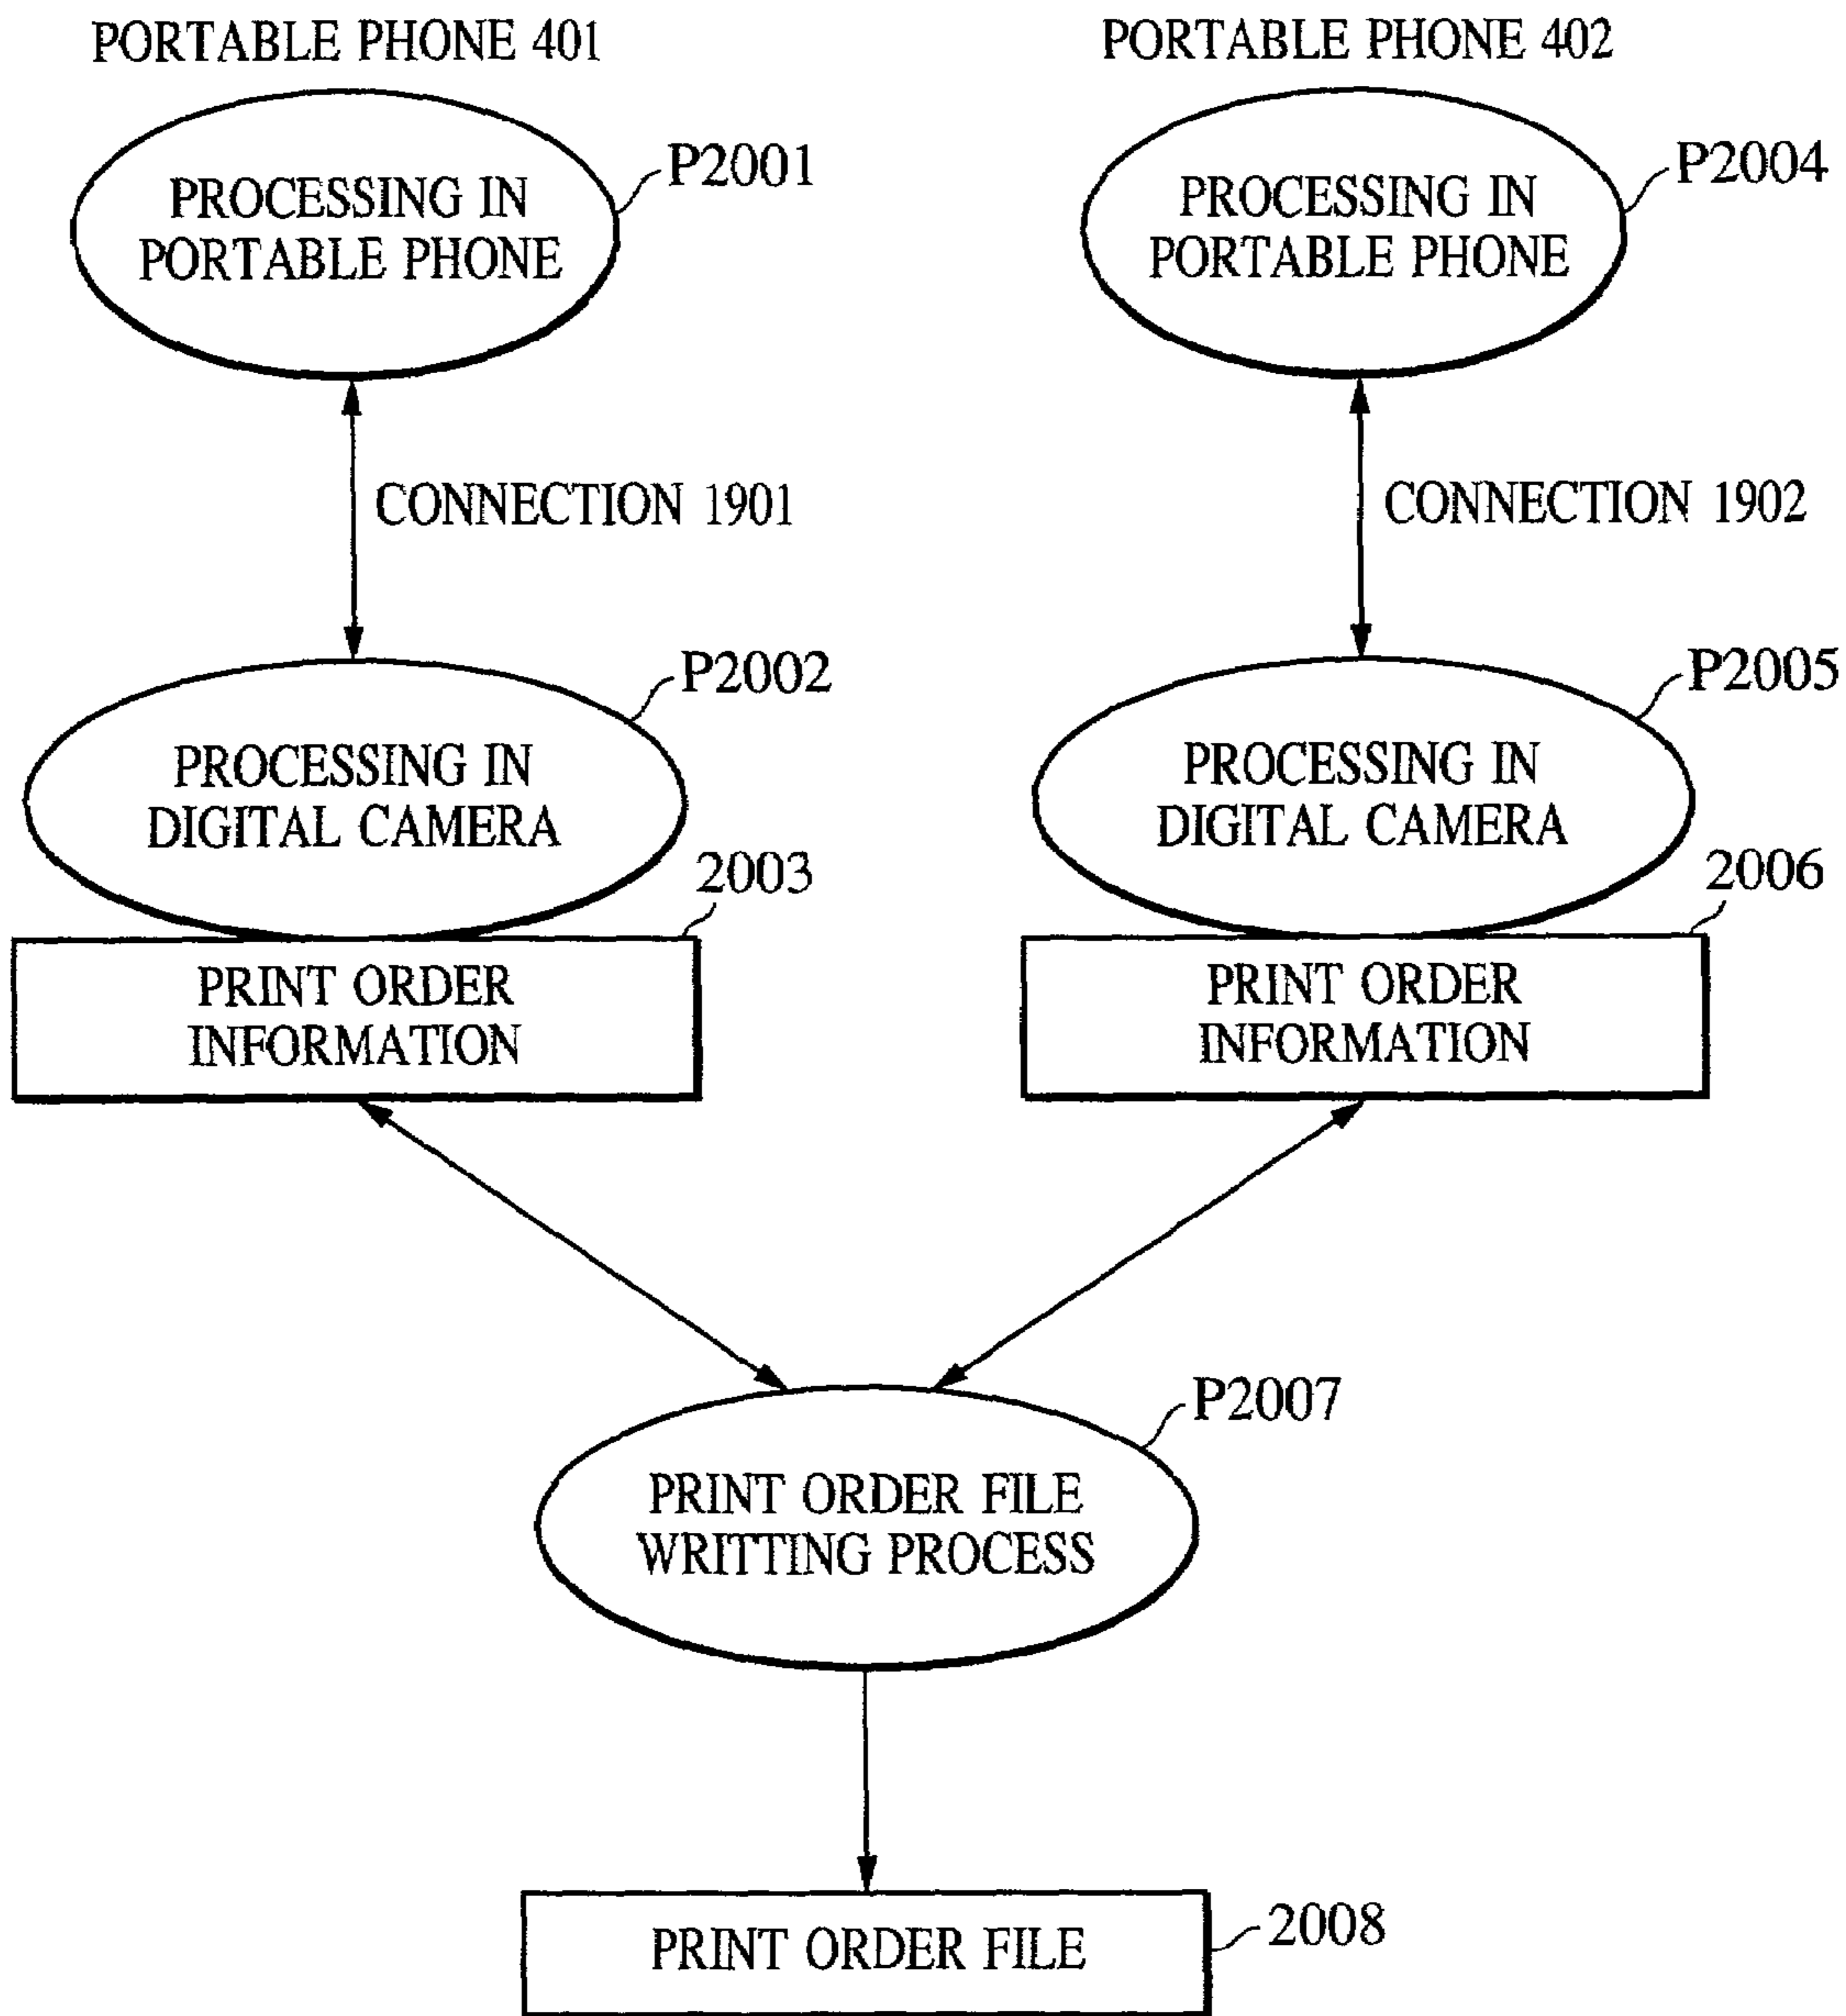 PORTABLE PHONE 401
PORTABLE PHONE 402
PROCESSING IN
PORTABLE PHONE
P2001
PROCESSING IN
PORTABLE PHONE
P2004
CONNECTION 1901
CONNECTION 1902
PROCESSING IN
DIGITAL CAMERA
P2002
PROCESSING IN
DIGITAL CAMERA
P2005
2003
PRINT ORDER
INFORMATION
2006
PRINT ORDER
INFORMATION
P2007
PRINT ORDER FILE
WRITTING PROCESS
PRINT ORDER FILE
2008